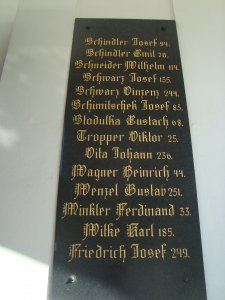 Schindler Josef 94.
Schindler Emil 70.
Schneider Wilhelm 114.
Schwarz Josef 155.
Schwarz Vinzenz 244.
Schimitschek Josef 83.
Slodulka Eustach 68.
Tropper Viktor 25.
Vita Johann 236.
Wagner Heinrich 44.
Wenzel Gustav 251.
Winkler Ferdinand 33.
Witke Karl 185.
Friedrich Josef 249.